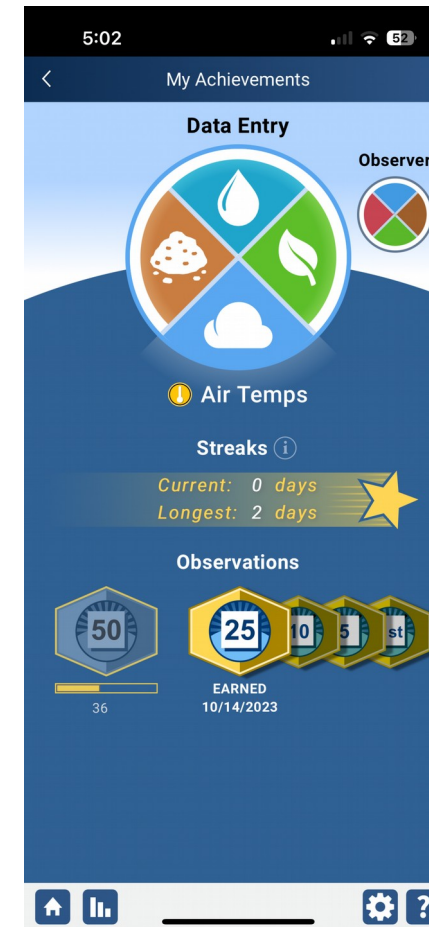 5:02
52
My Achievements
Data Entry
Observer
Air Temps
Streaks i
Current: 0 days
Longest: 2 days
Observations
50
25
10
5
st
EARNED
10/14/2023
36
?